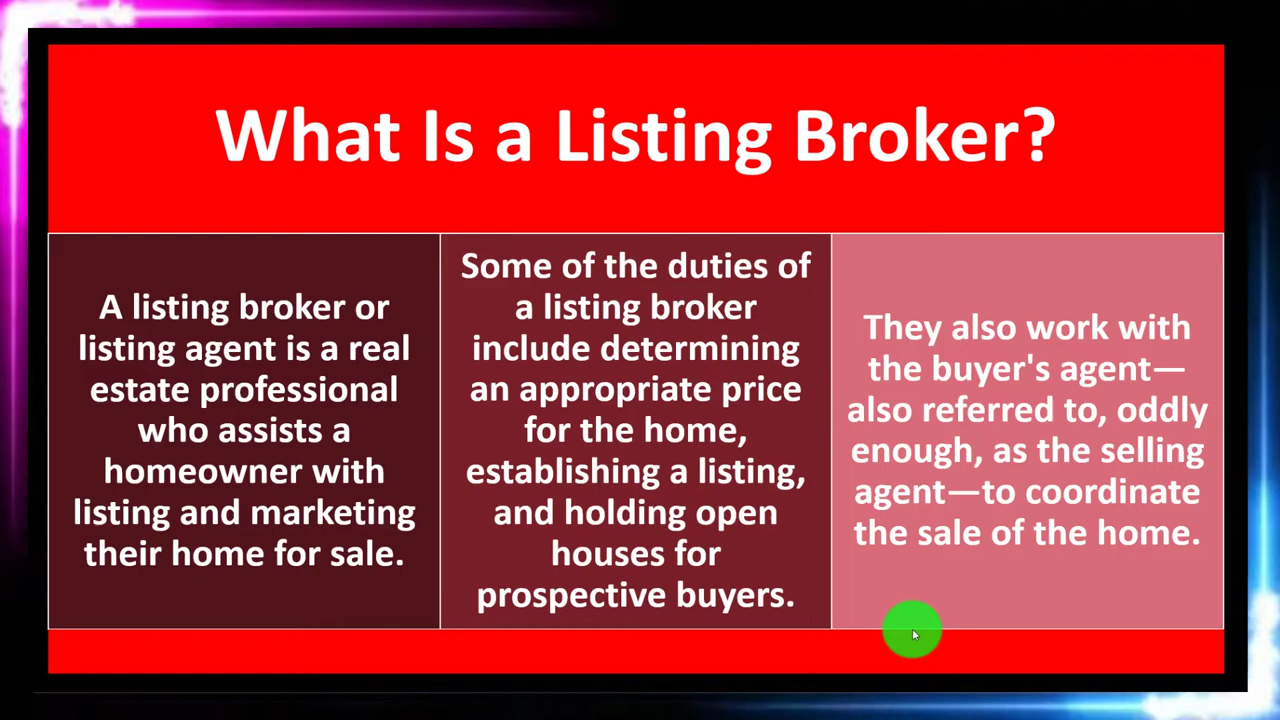 What Is a Listing Broker?
A listing broker or
listing agent is a real
estate professional
who assists a
homeowner with
listing and marketing
their home for sale.
Some of the duties of
a listing broker
include determining
an appropriate price
for the home,
establishing a listing,
and holding open
houses for
prospective buyers.
They also work with
the buyer's agent—
also referred to, oddly
enough, as the selling
agent—to coordinate
the sale of the home.